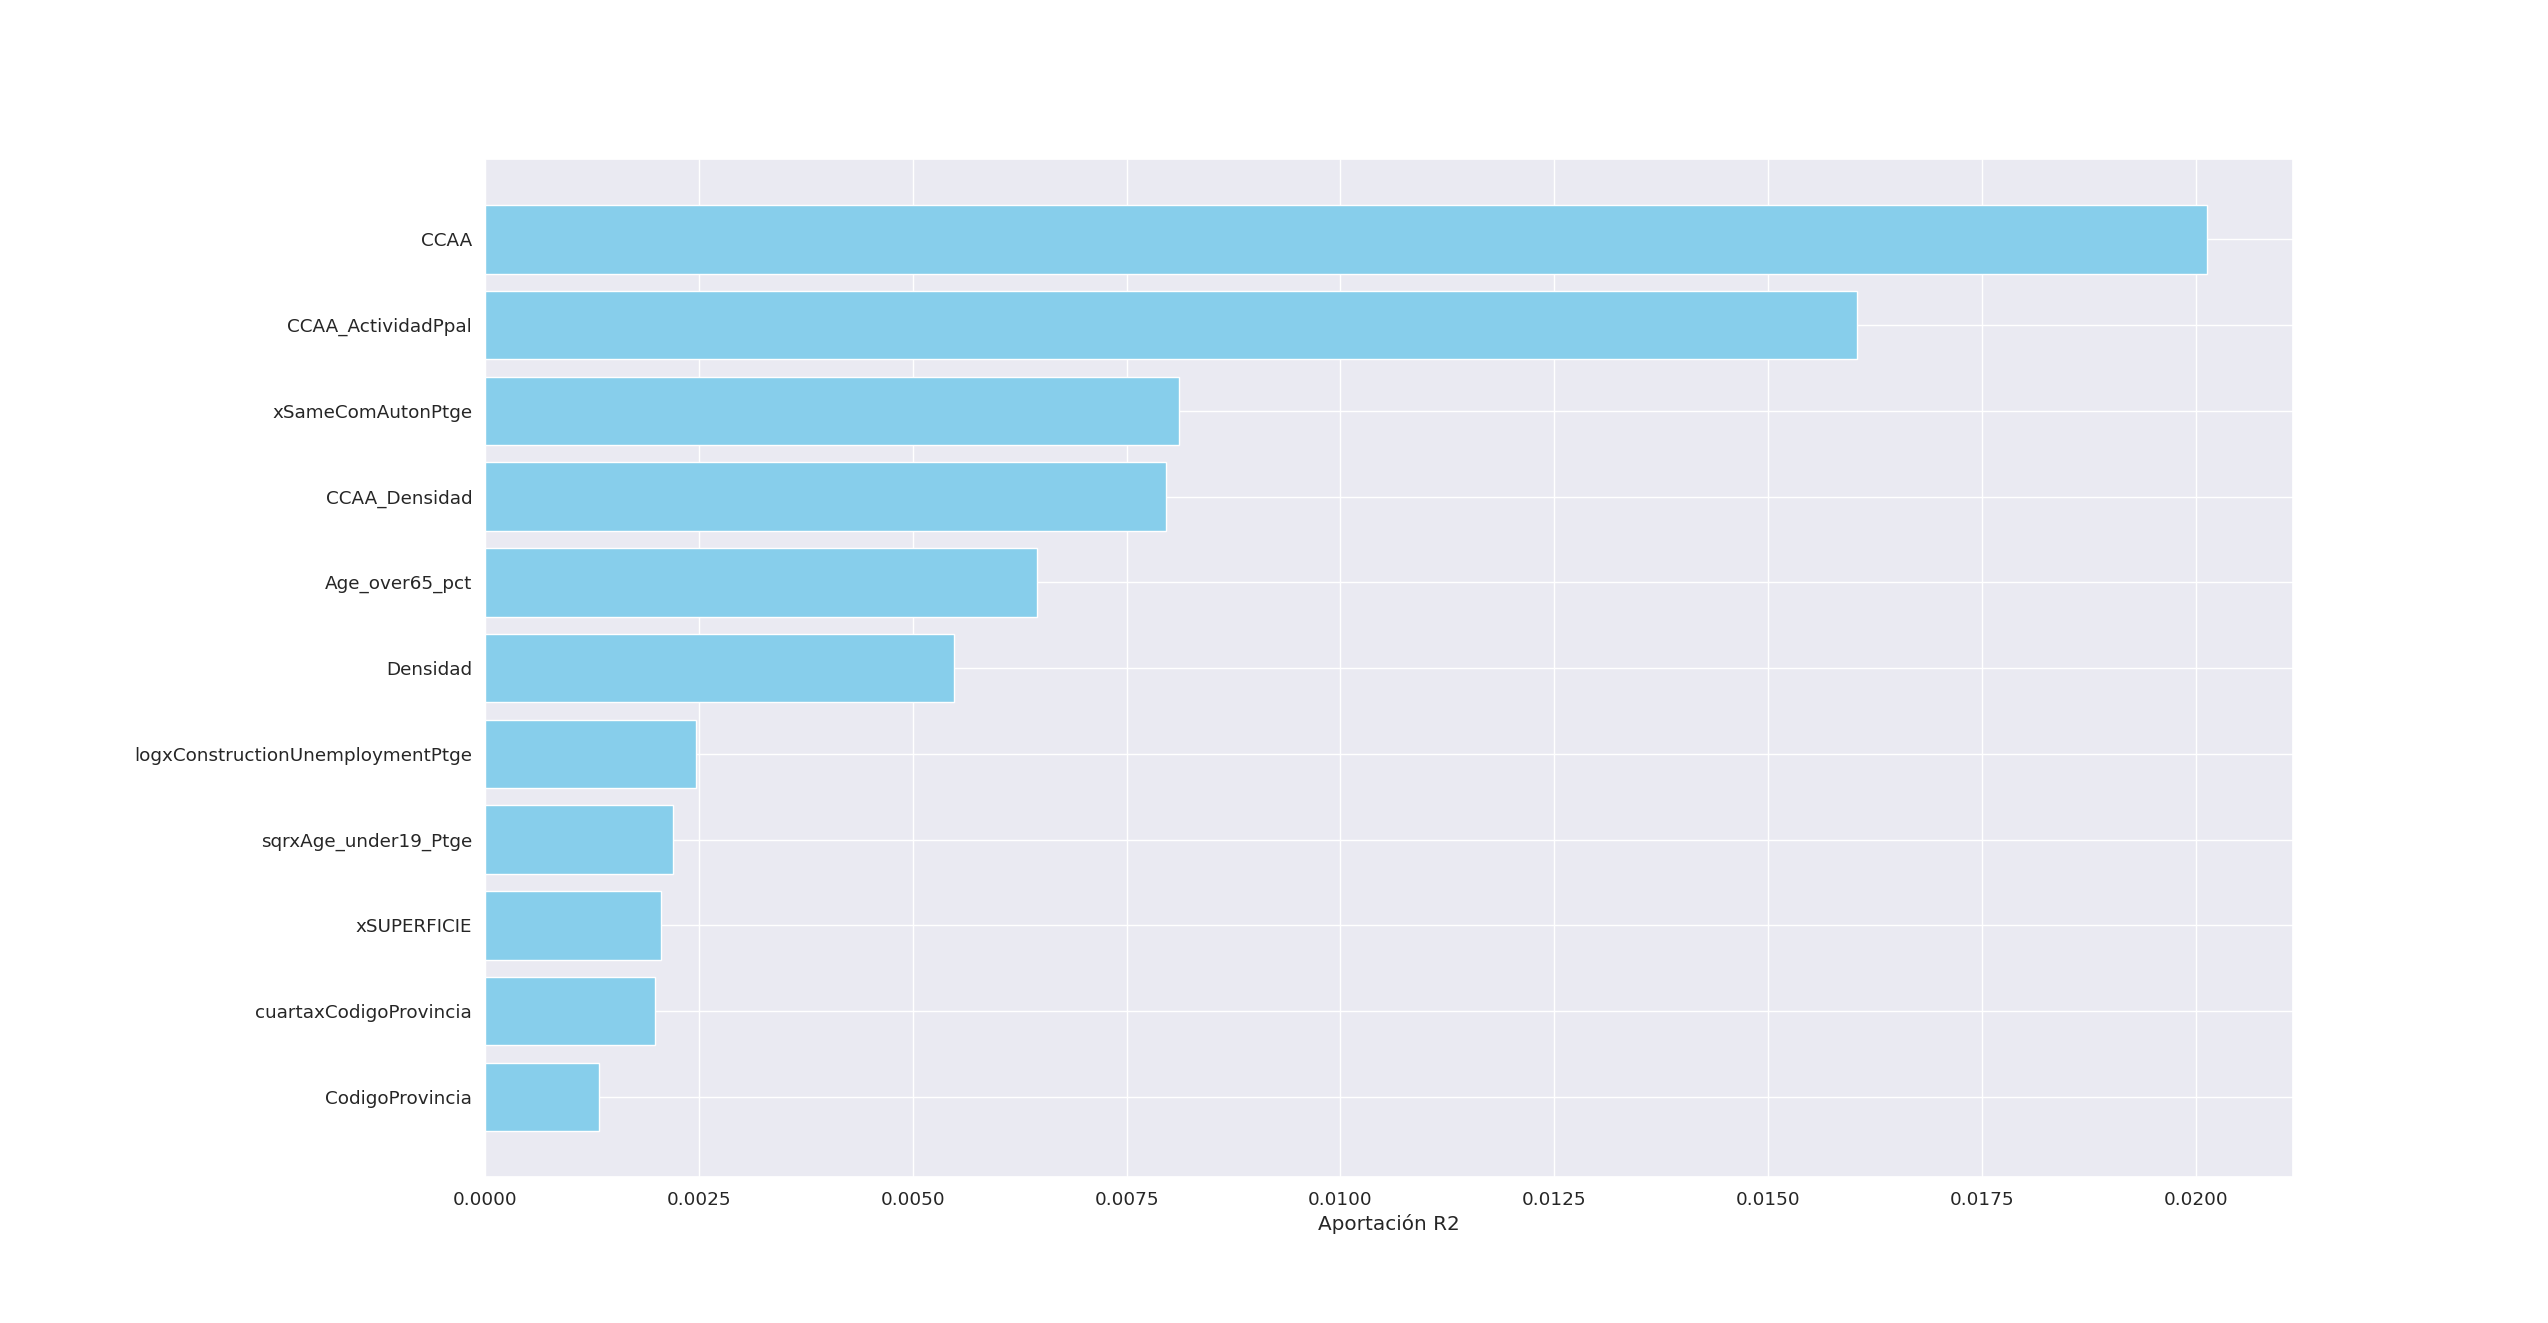 CCAA
CCAA_ActividadPpal
xSameComAutonPtge
CCAA_Densidad
Age_over65_pct
Densidad
logxConstructionUnemploymentPtge
sqrxAge_under19_Ptge
xSUPERFICIE
cuartaxCodigoProvincia
CodigoProvincia
0.0000 0.0025 0.0050 0.0075 0.0100 0.0125 0.0150 0.0175 0.0200
Aportación R2